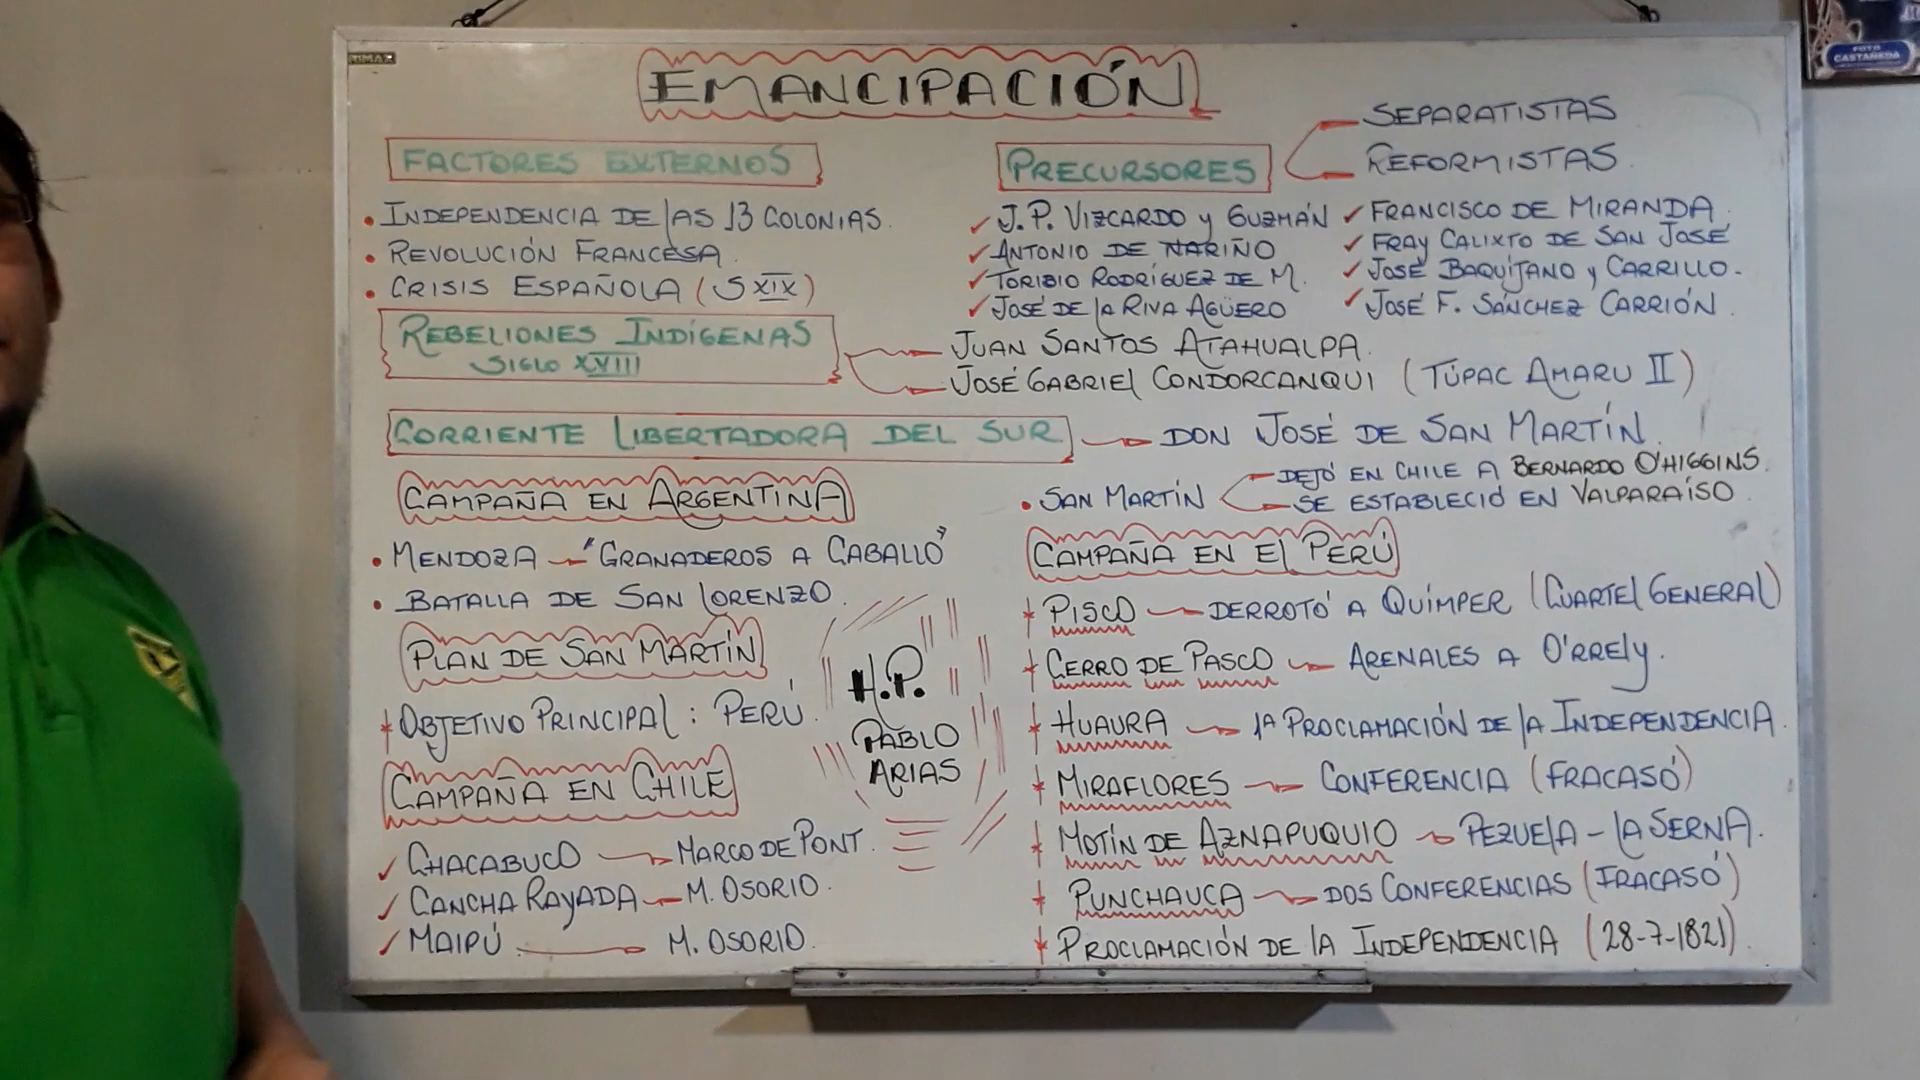 EMANCIPACIÓN
FACTORES EXTERNOS
• INDEPENDENCIA DE LAS 13 COLONIAS.
• REVOLUCIÓN FRANCESA.
• CRISIS ESPAÑOLA (S XIX)
PRECURSORES
SEPARATISTAS
REFORMISTAS.
✓ J.P. VIZCARDO y GUZMÁN
✓ ANTONIO DE NARIÑO
✓ TORIBIO RODRÍGUEZ DE M.
✓ JOSÉ DE LA RIVA AGÜERO
✓ FRANCISCO DE MIRANDA.
✓ FRAY CALIXTO DE SAN JOSÉ
✓ JOSÉ BAQUÍJANO y CARRILLO.
✓ JOSÉ F. SÁNCHEZ CARRIÓN.
REBELIONES INDÍGENAS
SIGLO XVIII
JUAN SANTOS ATAHUALPA.
JOSÉ GABRIEL CONDORCANQUI (TÚPAC AMARU II)
CORRIENTE LIBERTADORA DEL SUR → DON JOSÉ DE SAN MARTÍN.
CAMPAÑA EN ARGENTINA
• MENDOZA → "GRANADEROS A CABALLO"
• BATALLA DE SAN LORENZO.
PLAN DE SAN MARTÍN
* OBJETIVO PRINCIPAL: PERÚ.
CAMPAÑA EN CHILE
✓ CHACABUCO → MARCO DE PONT.
✓ CANCHA RAYADA → M. OSORIO.
✓ MAIPÚ → M. OSORIO.
H.P.
PABLO
ARIAS
• SAN MARTÍN
DEJÓ EN CHILE A BERNARDO O'HIGGINS.
SE ESTABLECIÓ EN VALPARAÍSO.
CAMPAÑA EN EL PERÚ
* PISCO → DERROTÓ A QUIMPER (CUARTEL GENERAL)
* CERRO DE PASCO → ARENALES A O'RRELY.
* HUAURA → 1ª PROCLAMACIÓN DE LA INDEPENDENCIA.
* MIRAFLORES → CONFERENCIA (FRACASÓ)
* MOTÍN DE AZNAPUQUIO → PEZUELA - LA SERNA.
* PUNCHAUCA → DOS CONFERENCIAS (FRACASÓ)
* PROCLAMACIÓN DE LA INDEPENDENCIA (28-7-1821).
FOTO
CASTAÑEDA